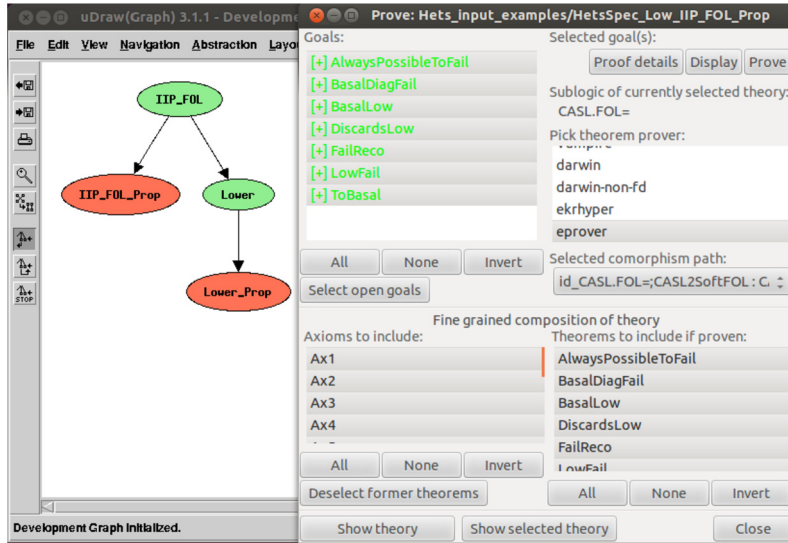 uDraw(Graph) 3.1.1 - Developme
File Edit View Navigation Abstraction Layou
IIP_FOL
IIP_FOL_Prop
Lower
Lower_Prop
STOP
Development Graph initialized.
Prove: Hets_input_examples/HetsSpec_Low_IIP_FOL_Prop
Goals:
[+] AlwaysPossibleToFail
[+] BasalDiagFail
[+] BasalLow
[+] DiscardsLow
[+] FailReco
[+] LowFail
[+] ToBasal
All None Invert
Select open goals
Selected goal(s):
Proof details Display Prove
Sublogic of currently selected theory:
CASL.FOL=
Pick theorem prover:
darwin
darwin-non-fd
ekrhyper
eprover
Selected comorphism path:
id_CASL.FOL=;CASL2SoftFOL : C
Fine grained composition of theory
Axioms to include:
Ax1
Ax2
Ax3
Ax4
All None Invert
Deselect former theorems
Theorems to include if proven:
AlwaysPossibleToFail
BasalDiagFail
BasalLow
DiscardsLow
FailReco
LowFail
All None Invert
Show theory Show selected theory Close